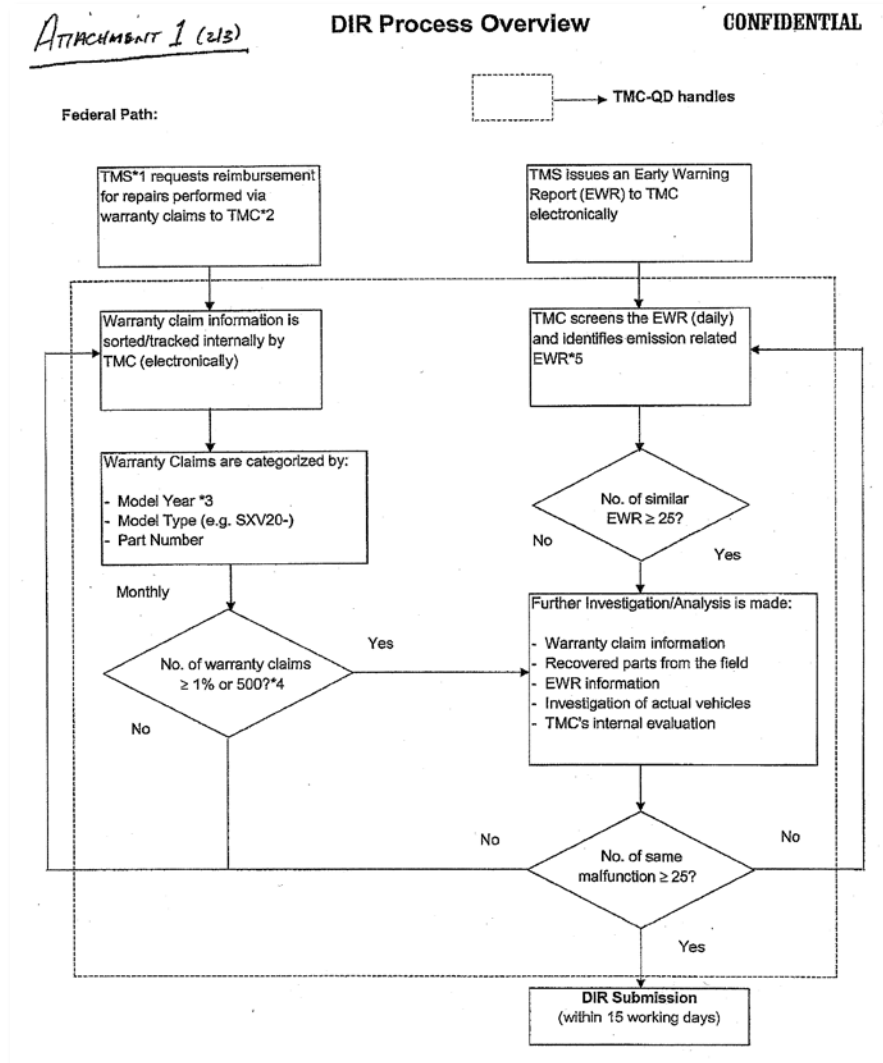 ATTACHMENT 1 (2/3)
DIR Process Overview
CONFIDENTIAL
TMC-QD handles
Federal Path:
TMS*1 requests reimbursement
for repairs performed via
warranty claims to TMC*2
TMS issues an Early Warning
Report (EWR) to TMC
electronically
Warranty claim information is
sorted/tracked internally by
TMC (electronically)
TMC screens the EWR (daily)
and identifies emission related
EWR*5
Warranty Claims are categorized by:
- Model Year *3
- Model Type (e.g. SXV20-)
- Part Number
No. of similar
EWR ≥ 25?
No
Yes
Monthly
No. of warranty claims
≥ 1% or 500?*4
Yes
No
Further Investigation/Analysis is made:
- Warranty claim information
- Recovered parts from the field
- EWR information
- Investigation of actual vehicles
- TMC's internal evaluation
No
No. of same
malfunction ≥ 25?
No
Yes
DIR Submission
(within 15 working days)